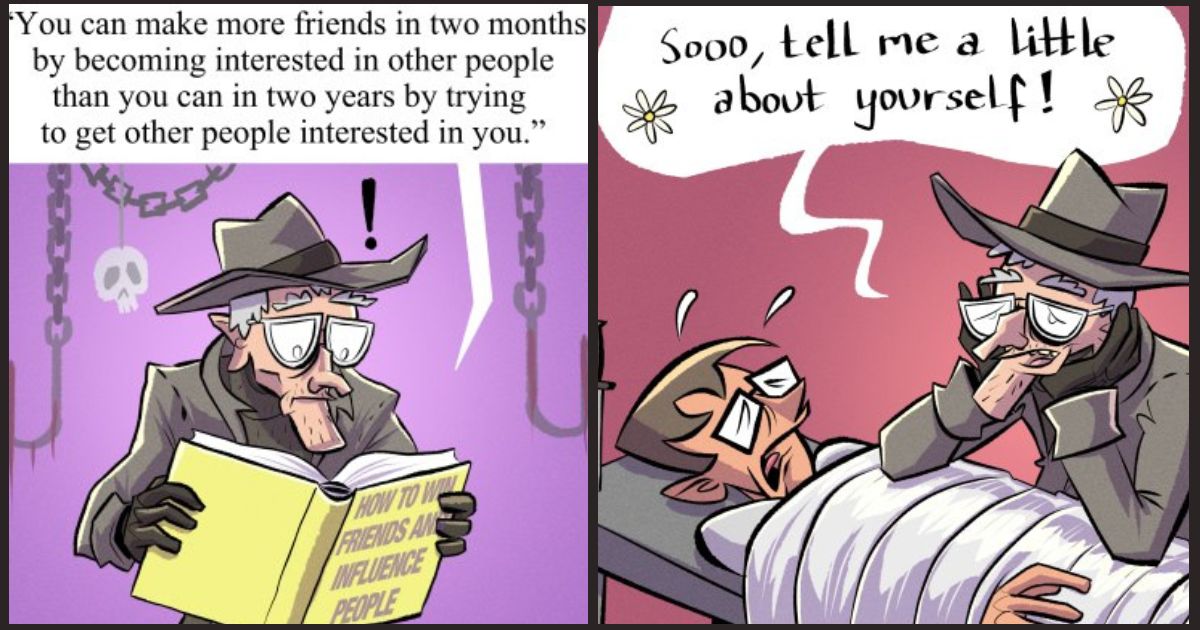 “You can make more friends in two months
by becoming interested in other people
than you can in two years by trying
to get other people interested in you.”
!
HOW TO WIN
FRIENDS AND
INFLUENCE
PEOPLE
Sooo, tell me a little
about yourself!